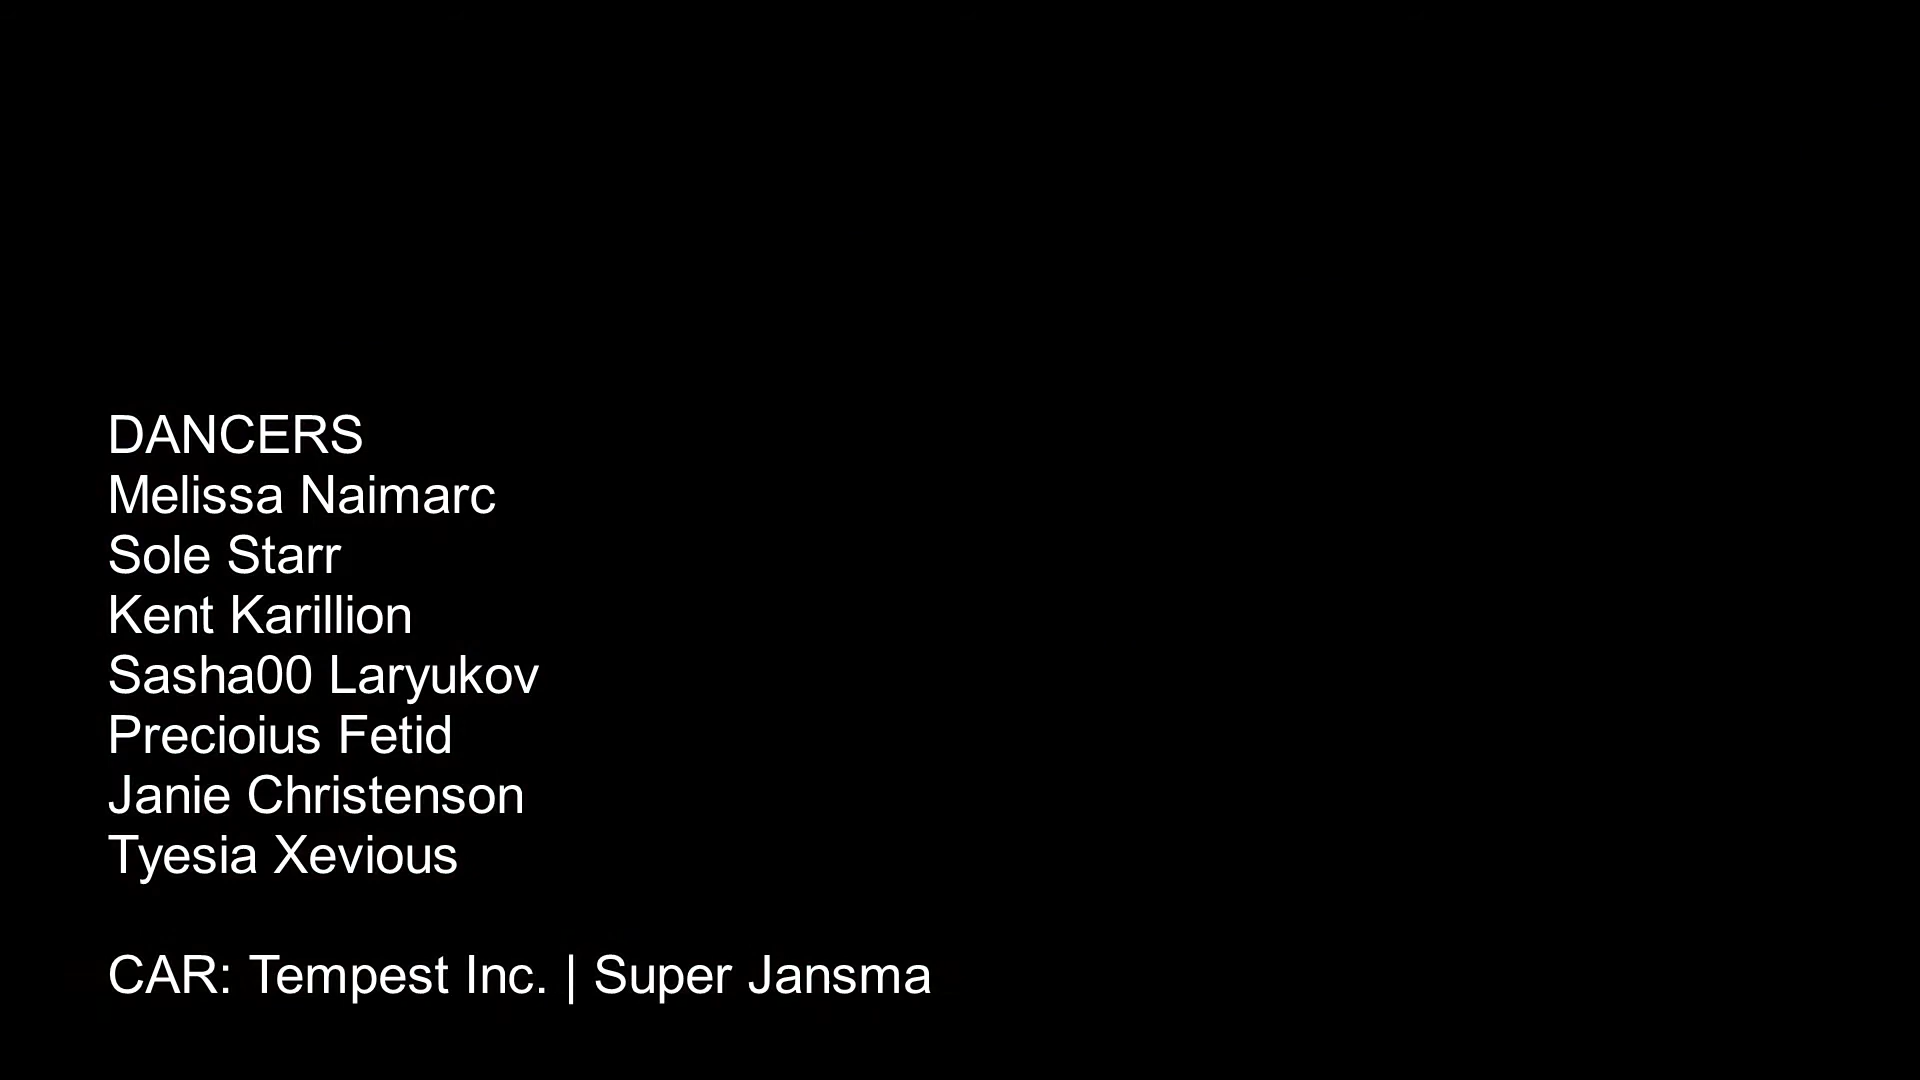 DANCERS
Melissa Naimarc
Sole Starr
Kent Karillion
Sasha00 Laryukov
Precioius Fetid
Janie Christenson
Tyesia Xevious
CAR: Tempest Inc. | Super Jansma